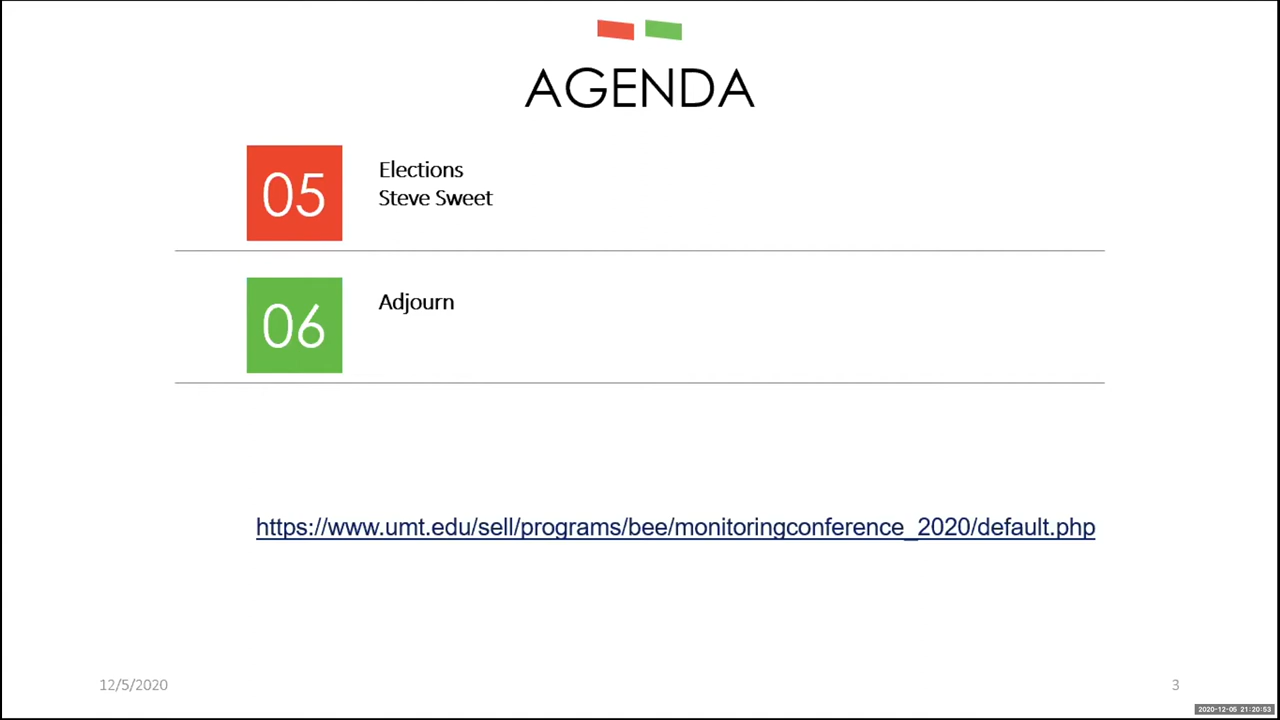 AGENDA
05
Elections
Steve Sweet
06
Adjourn
https://www.umt.edu/sell/programs/bee/monitoringconference_2020/default.php
12/5/2020
3
2020-12-05 21:20:53